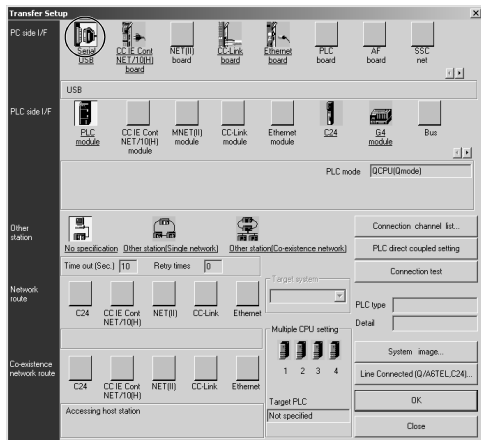 Transfer Setup
PC side I/F
Serial USB
CC IE Cont NET/10(H) board
NET(II) board
CC-Link board
Ethernet board
PLC board
AF board
SSC net
USB
PLC side I/F
PLC module
CC IE Cont NET/10(H) module
MNET(II) module
CC-Link module
Ethernet module
C24
G4 module
Bus
PLC mode QCPU(Qmode)
Other station
No specification
Other station(Single network)
Other station(Co-existence network)
Time out (Sec.) 10 Retry times 0
Connection channel list...
PLC direct coupled setting
Connection test
Network route
C24
CC IE Cont NET/10(H)
NET(II)
CC-Link
Ethernet
Target system
PLC type
Detail
Multiple CPU setting
1 2 3 4
Target PLC
Not specified
System image...
Line Connected (Q/A6TEL,C24)...
OK
Close
Co-existence network route
C24
CC IE Cont NET/10(H)
NET(II)
CC-Link
Ethernet
Accessing host station